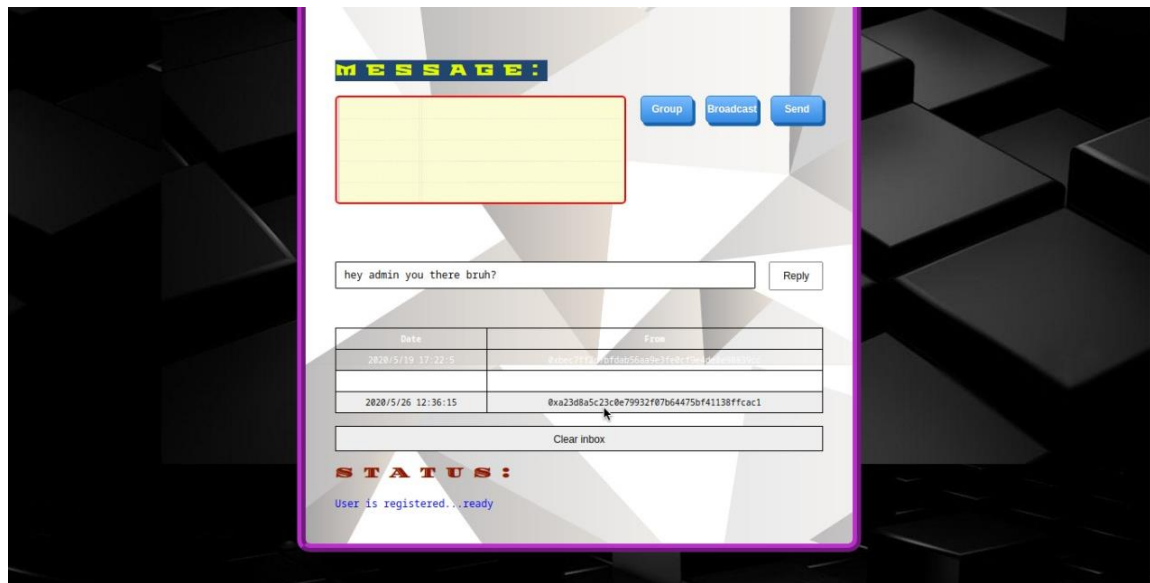 MESSAGE:
Group Broadcast Send
hey admin you there bruh? Reply
Date From
2020/5/19 17:22:5
2020/5/26 12:36:15 0xa23d8a5c23c0e79932f07b64475bf41138ffcac1
Clear inbox
STATUS:
User is registered...ready